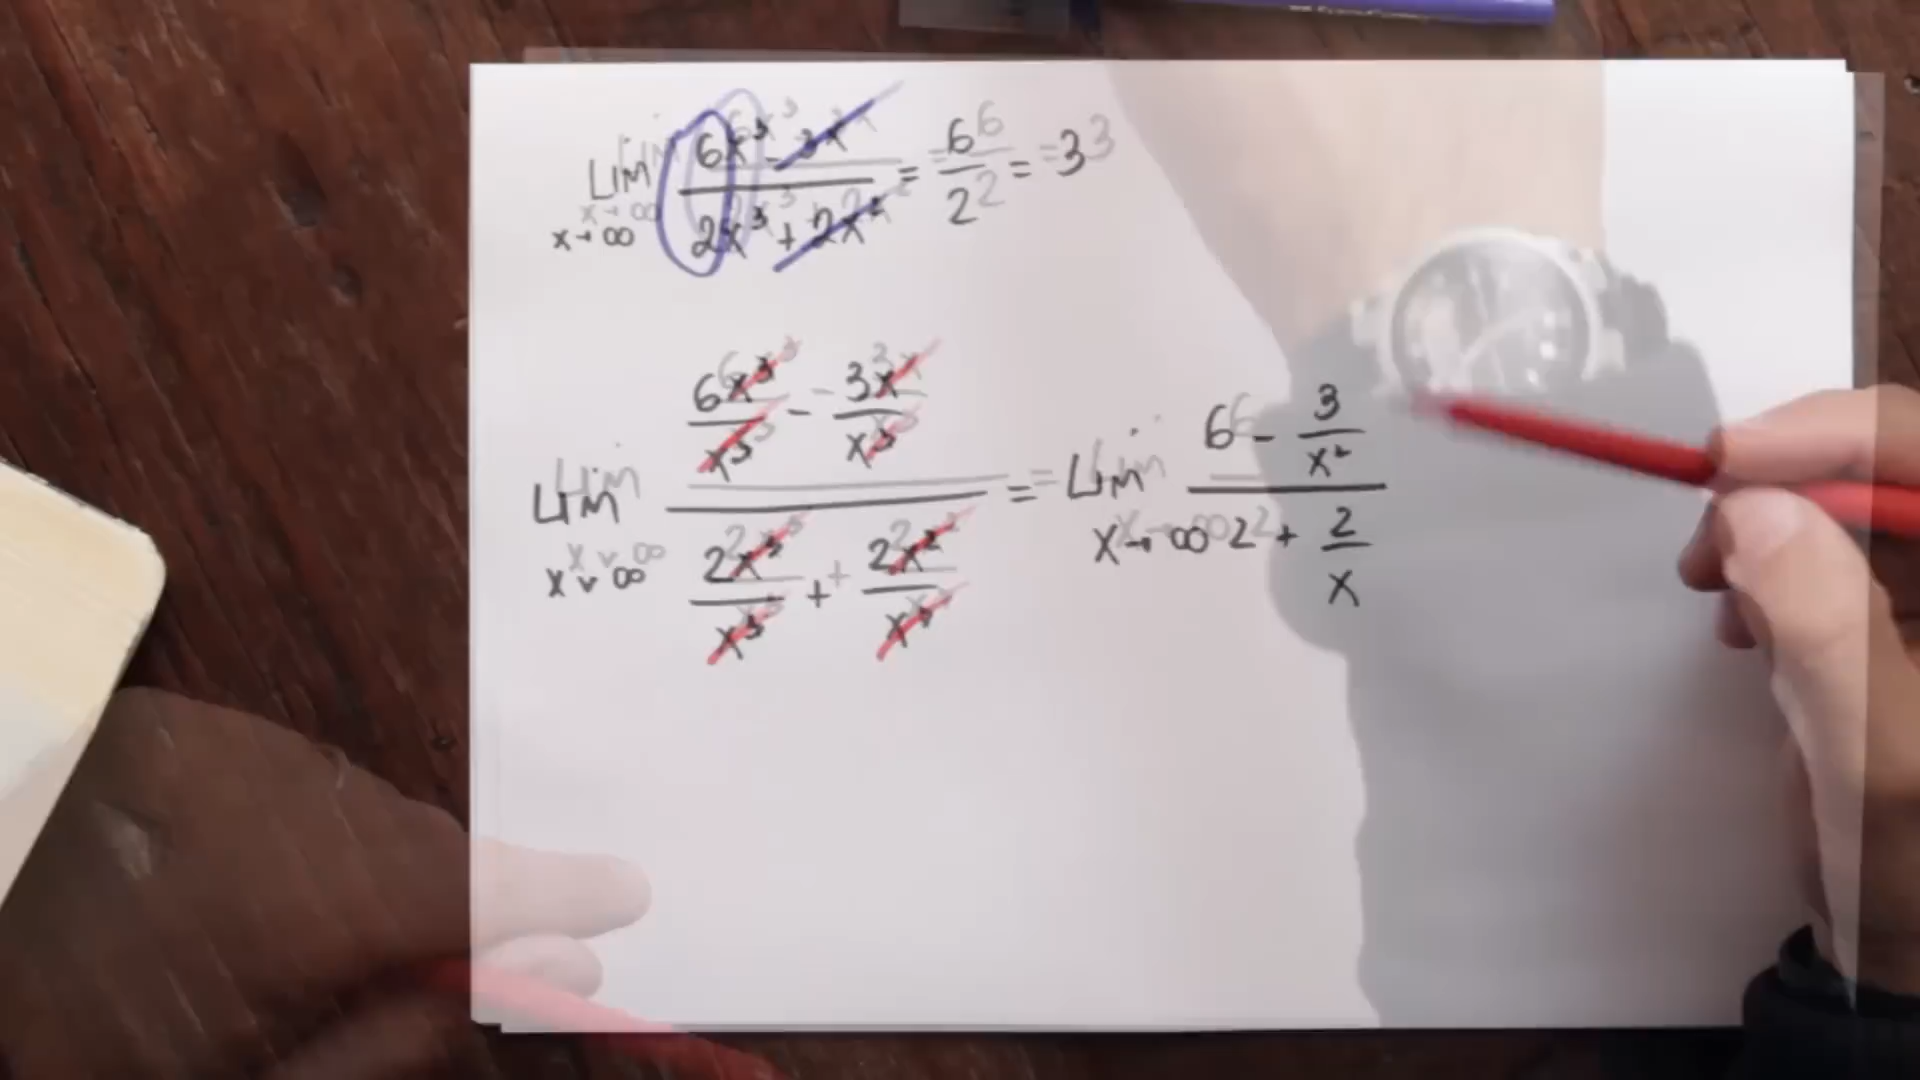 Lim x→∞ (6x³ - 3x)/(2x³ + 2x²) = 6/2 = 3
Lim x→∞ (6x³/x³ - 3x/x³)/(2x³/x³ + 2x²/x³) = Lim x→∞ (6 - 3/x²)/(2 + 2/x)